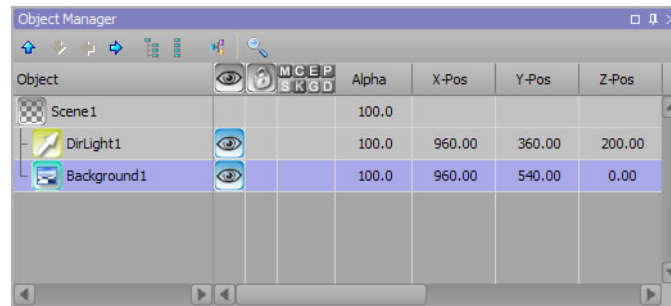 Object Manager
Object M C E P S K G D Alpha X-Pos Y-Pos Z-Pos
Scene1 100.0
DirLight1 100.0 960.00 360.00 200.00
Background1 100.0 960.00 540.00 0.00